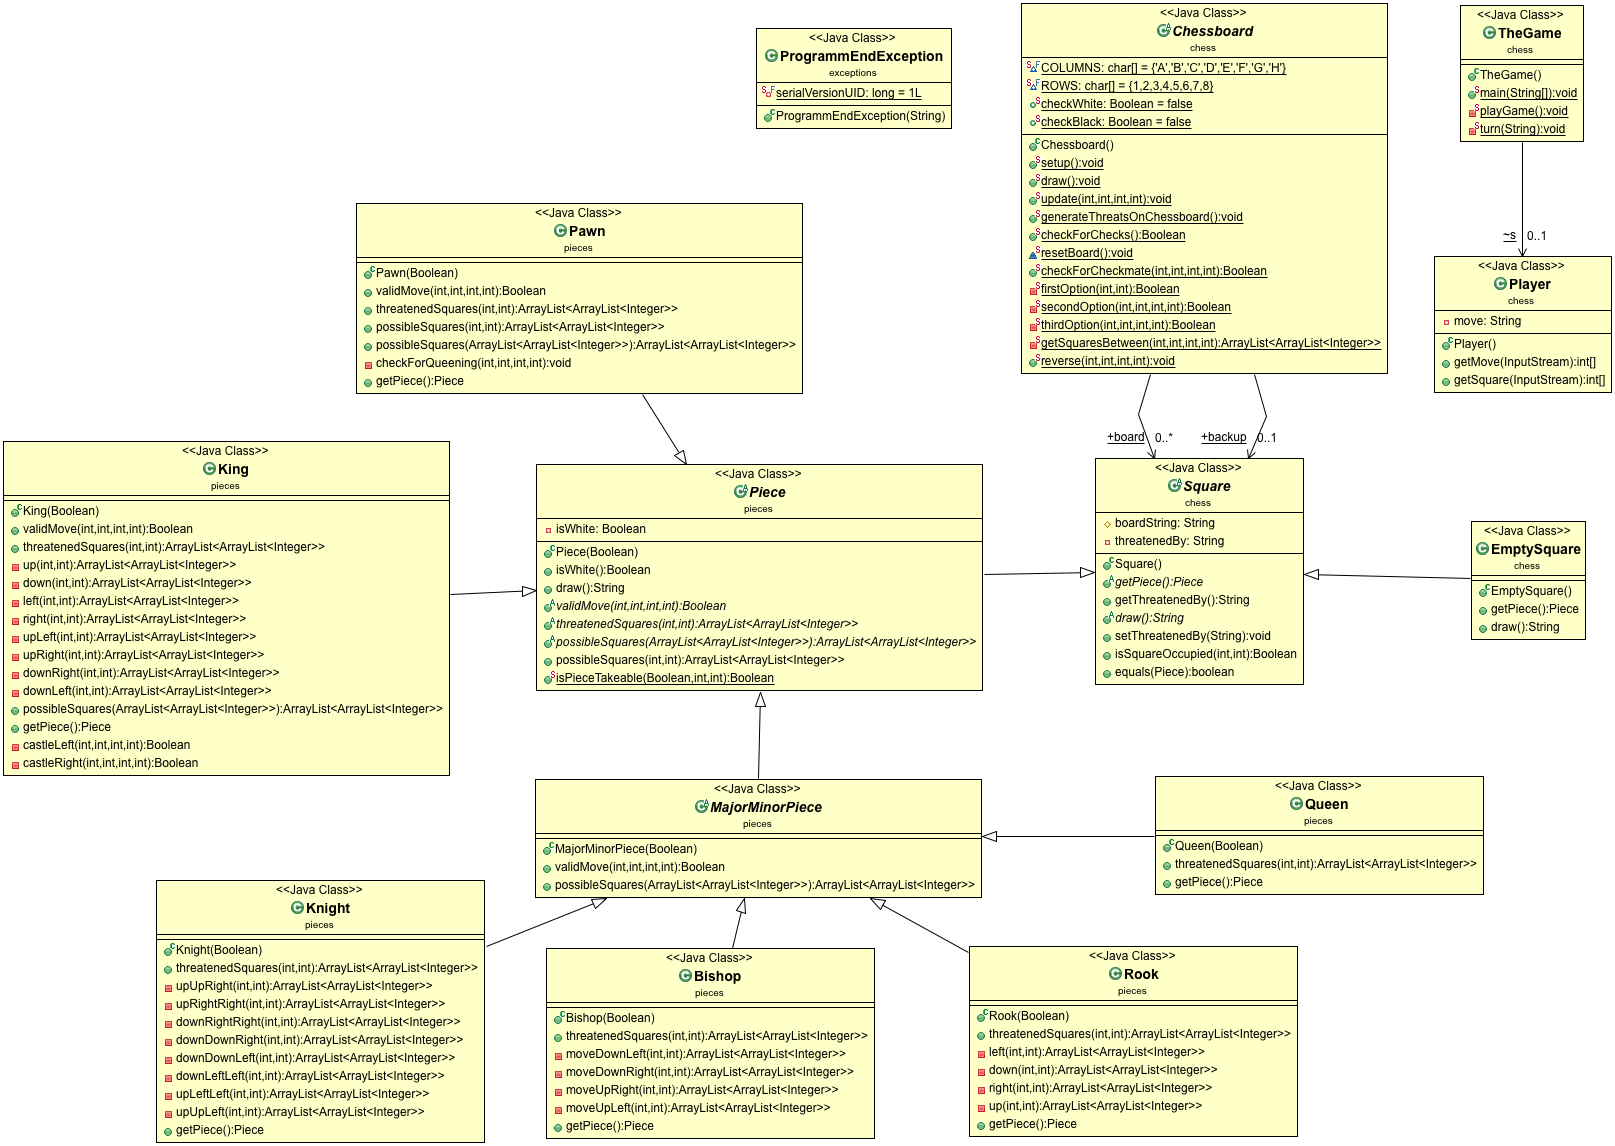 <<Java Class>>
ProgrammEndException
exceptions
serialVersionUID: long = 1L
ProgrammEndException(String)
<<Java Class>>
Chessboard
chess
COLUMNS: char[] = {'A','B','C','D','E','F','G','H'}
ROWS: char[] = {1,2,3,4,5,6,7,8}
checkWhite: Boolean = false
checkBlack: Boolean = false
Chessboard()
setup():void
draw():void
update(int,int,int,int):void
generateThreatsOnChessboard():void
checkForChecks():Boolean
resetBoard():void
checkForCheckmate(int,int,int,int):Boolean
firstOption(int,int):Boolean
secondOption(int,int,int,int):Boolean
thirdOption(int,int,int,int):Boolean
getSquaresBetween(int,int,int,int):ArrayList<ArrayList<Integer>>
reverse(int,int,int,int):void
<<Java Class>>
TheGame
chess
TheGame()
main(String[]):void
playGame():void
turn(String):void
~s 0..1
<<Java Class>>
Player
chess
move: String
Player()
getMove(InputStream):int[]
getSquare(InputStream):int[]
<<Java Class>>
Pawn
pieces
Pawn(Boolean)
validMove(int,int,int,int):Boolean
threatenedSquares(int,int):ArrayList<ArrayList<Integer>>
possibleSquares(int,int):ArrayList<ArrayList<Integer>>
possibleSquares(ArrayList<ArrayList<Integer>>):ArrayList<ArrayList<Integer>>
checkForQueening(int,int,int,int):void
getPiece():Piece
+board 0..*
+backup 0..1
<<Java Class>>
King
pieces
King(Boolean)
validMove(int,int,int,int):Boolean
threatenedSquares(int,int):ArrayList<ArrayList<Integer>>
up(int,int):ArrayList<ArrayList<Integer>>
down(int,int):ArrayList<ArrayList<Integer>>
left(int,int):ArrayList<ArrayList<Integer>>
right(int,int):ArrayList<ArrayList<Integer>>
upLeft(int,int):ArrayList<ArrayList<Integer>>
upRight(int,int):ArrayList<ArrayList<Integer>>
downRight(int,int):ArrayList<ArrayList<Integer>>
downLeft(int,int):ArrayList<ArrayList<Integer>>
possibleSquares(ArrayList<ArrayList<Integer>>):ArrayList<ArrayList<Integer>>
getPiece():Piece
castleLeft(int,int,int,int):Boolean
castleRight(int,int,int,int):Boolean
<<Java Class>>
Piece
pieces
isWhite: Boolean
Piece(Boolean)
isWhite():Boolean
draw():String
validMove(int,int,int,int):Boolean
threatenedSquares(int,int):ArrayList<ArrayList<Integer>>
possibleSquares(ArrayList<ArrayList<Integer>>):ArrayList<ArrayList<Integer>>
possibleSquares(int,int):ArrayList<ArrayList<Integer>>
isPieceTakeable(Boolean,int,int):Boolean
<<Java Class>>
Square
chess
boardString: String
threatenedBy: String
Square()
getPiece():Piece
getThreatenedBy():String
draw():String
setThreatenedBy(String):void
isSquareOccupied(int,int):Boolean
equals(Piece):boolean
<<Java Class>>
EmptySquare
chess
EmptySquare()
getPiece():Piece
draw():String
<<Java Class>>
MajorMinorPiece
pieces
MajorMinorPiece(Boolean)
validMove(int,int,int,int):Boolean
possibleSquares(ArrayList<ArrayList<Integer>>):ArrayList<ArrayList<Integer>>
<<Java Class>>
Queen
pieces
Queen(Boolean)
threatenedSquares(int,int):ArrayList<ArrayList<Integer>>
getPiece():Piece
<<Java Class>>
Knight
pieces
Knight(Boolean)
threatenedSquares(int,int):ArrayList<ArrayList<Integer>>
upUpRight(int,int):ArrayList<ArrayList<Integer>>
upRightRight(int,int):ArrayList<ArrayList<Integer>>
downRightRight(int,int):ArrayList<ArrayList<Integer>>
downDownRight(int,int):ArrayList<ArrayList<Integer>>
downDownLeft(int,int):ArrayList<ArrayList<Integer>>
downLeftLeft(int,int):ArrayList<ArrayList<Integer>>
upLeftLeft(int,int):ArrayList<ArrayList<Integer>>
upUpLeft(int,int):ArrayList<ArrayList<Integer>>
getPiece():Piece
<<Java Class>>
Bishop
pieces
Bishop(Boolean)
threatenedSquares(int,int):ArrayList<ArrayList<Integer>>
moveDownLeft(int,int):ArrayList<ArrayList<Integer>>
moveDownRight(int,int):ArrayList<ArrayList<Integer>>
moveUpRight(int,int):ArrayList<ArrayList<Integer>>
moveUpLeft(int,int):ArrayList<ArrayList<Integer>>
getPiece():Piece
<<Java Class>>
Rook
pieces
Rook(Boolean)
threatenedSquares(int,int):ArrayList<ArrayList<Integer>>
left(int,int):ArrayList<ArrayList<Integer>>
down(int,int):ArrayList<ArrayList<Integer>>
right(int,int):ArrayList<ArrayList<Integer>>
up(int,int):ArrayList<ArrayList<Integer>>
getPiece():Piece